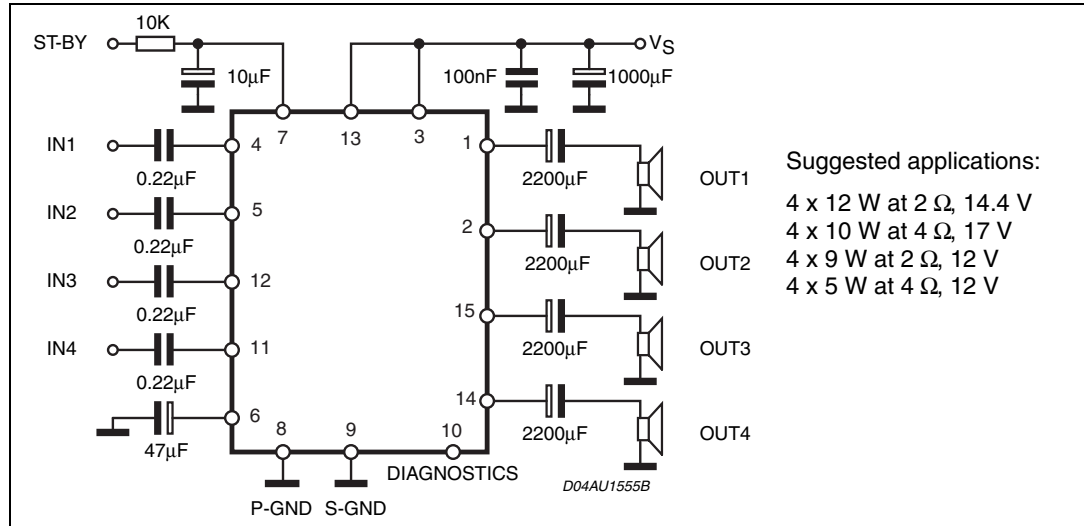 10K
ST-BY
VS
10µF
100nF
1000µF
7
13
3
IN1
4
0.22µF
1
2200µF
OUT1
IN2
5
0.22µF
2
2200µF
OUT2
IN3
12
0.22µF
15
2200µF
OUT3
IN4
11
0.22µF
14
2200µF
OUT4
6
47µF
8
9
10
DIAGNOSTICS
P-GND
S-GND
D04AU1555B
Suggested applications:
4 x 12 W at 2 Ω, 14.4 V
4 x 10 W at 4 Ω, 17 V
4 x 9 W at 2 Ω, 12 V
4 x 5 W at 4 Ω, 12 V